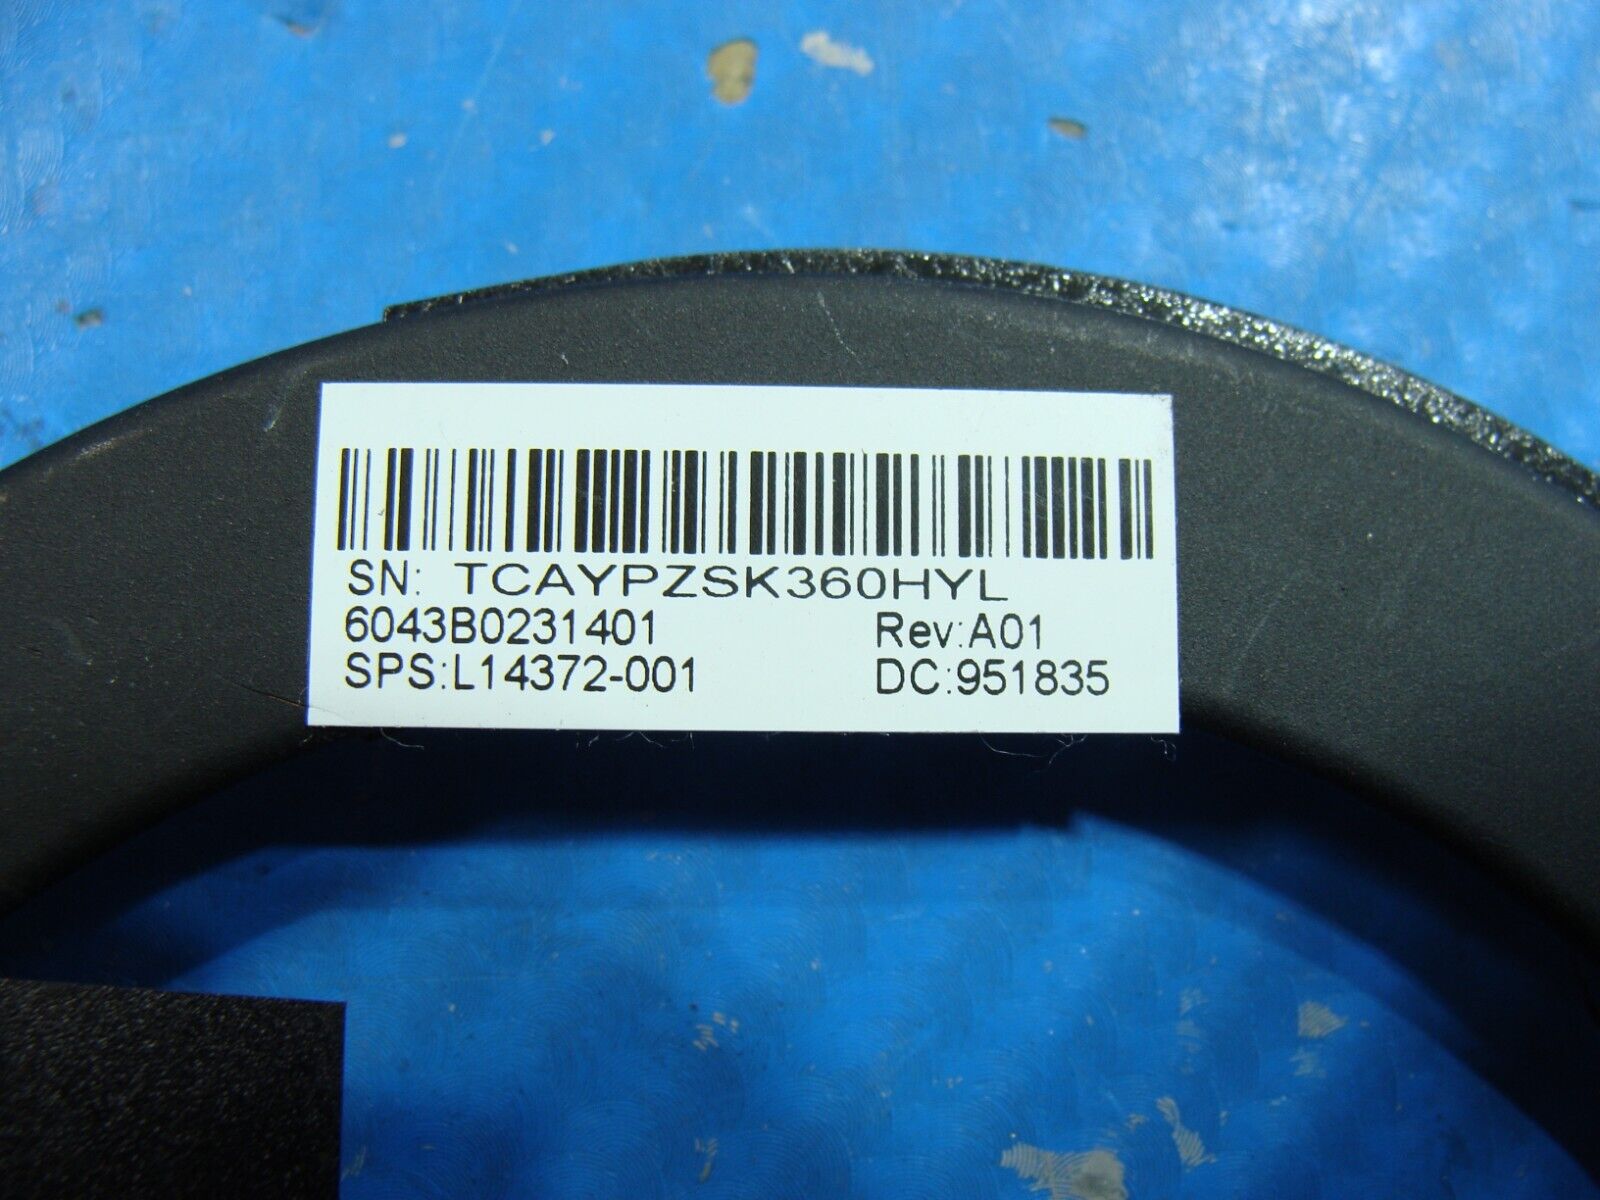 SN: TCAYPZSK360HYL
6043B0231401 Rev:A01
SPS:L14372-001 DC:951835